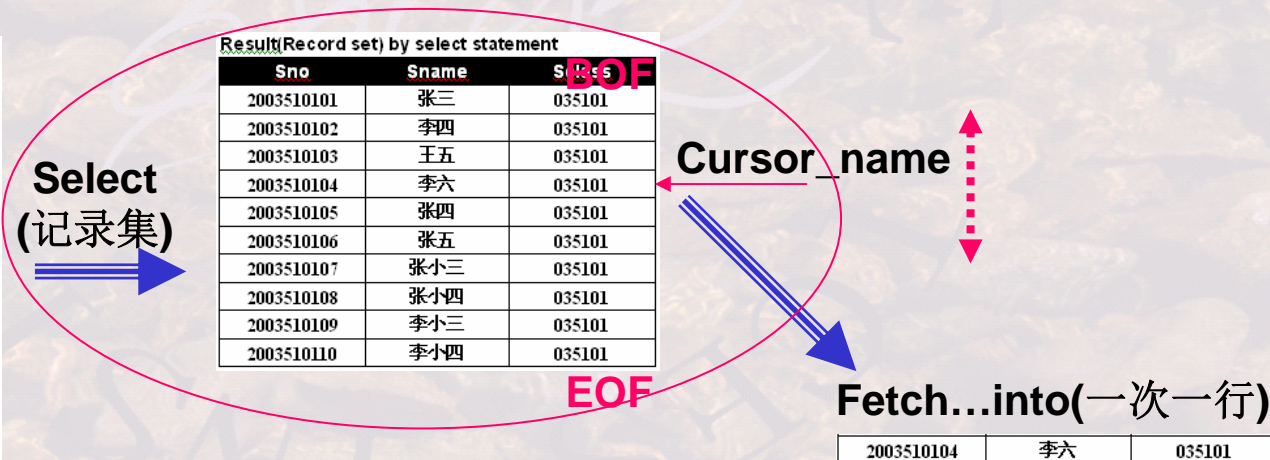 Result(Record set) by select statement
Sno Sname Sclass
BOF
2003510101 张三 035101
2003510102 李四 035101
2003510103 王五 035101
2003510104 李六 035101
2003510105 张四 035101
2003510106 张五 035101
2003510107 张小三 035101
2003510108 张小四 035101
2003510109 李小三 035101
2003510110 李小四 035101
EOF
Select
(记录集)
Cursor_name
Fetch…into(一次一行)
2003510104 李六 035101